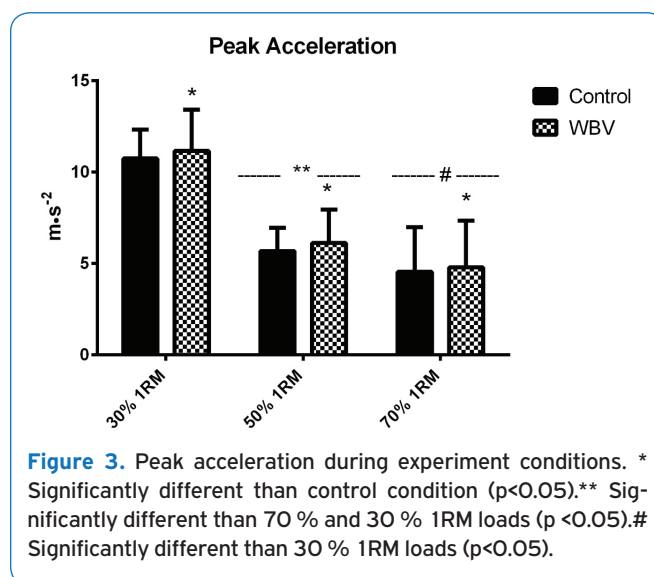 Peak Acceleration
15
10
5
0
m•s⁻²
*
------- ** -------
*
------- # -------
*
Control
WBV
30% 1RM
50% 1RM
70% 1RM
Figure 3. Peak acceleration during experiment conditions. *
Significantly different than control condition (p<0.05).** Sig-
nificantly different than 70 % and 30 % 1RM loads (p <0.05).#
Significantly different than 30 % 1RM loads (p<0.05).